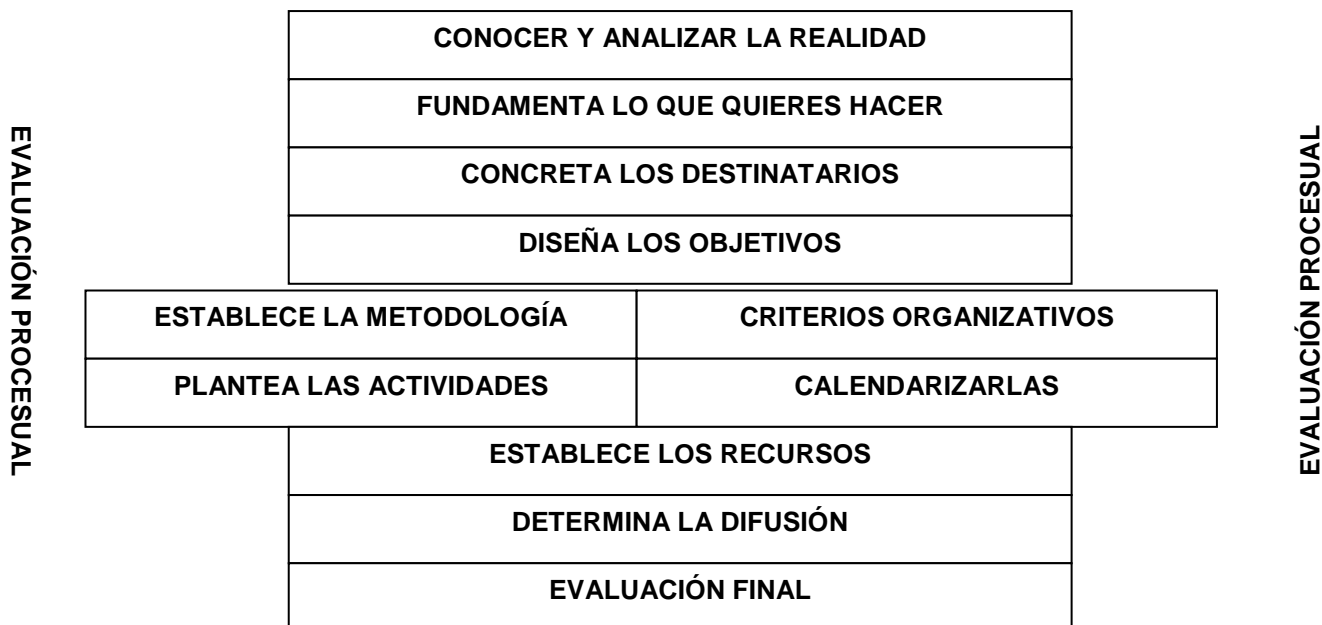 CONOCER Y ANALIZAR LA REALIDAD
FUNDAMENTA LO QUE QUIERES HACER
CONCRETA LOS DESTINATARIOS
DISEÑA LOS OBJETIVOS
ESTABLECE LA METODOLOGÍA
CRITERIOS ORGANIZATIVOS
PLANTEA LAS ACTIVIDADES
CALENDARIZARLAS
ESTABLECE LOS RECURSOS
DETERMINA LA DIFUSIÓN
EVALUACIÓN FINAL
EVALUACIÓN PROCESUAL
EVALUACIÓN PROCESUAL